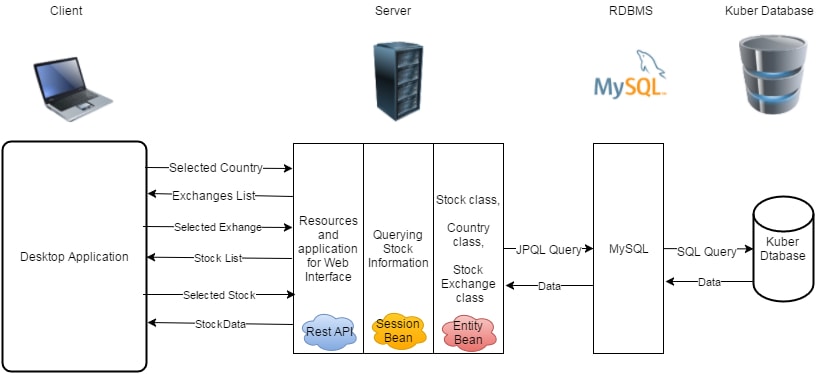 Client
Server
RDBMS
Kuber Database
MySQL
Selected Country
Exchanges List
Selected Exhange
Stock List
Selected Stock
StockData
Desktop Application
Resources
and
application
for Web
Interface
Rest API
Querying
Stock
Information
Session
Bean
Stock class,
Country
class,
Stock
Exchange
class
Entity
Bean
JPQL Query
Data
MySQL
SQL Query
Data
Kuber
Dtabase